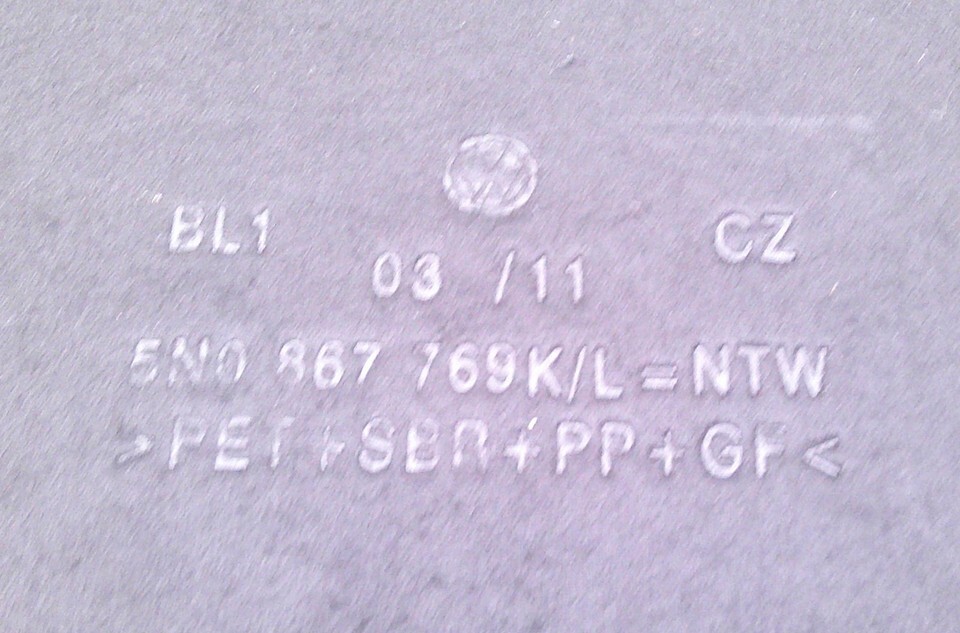 BL1 CZ
03 /11
5N0 867 769K/L=NTW
>PET+SBR+PP+GF<